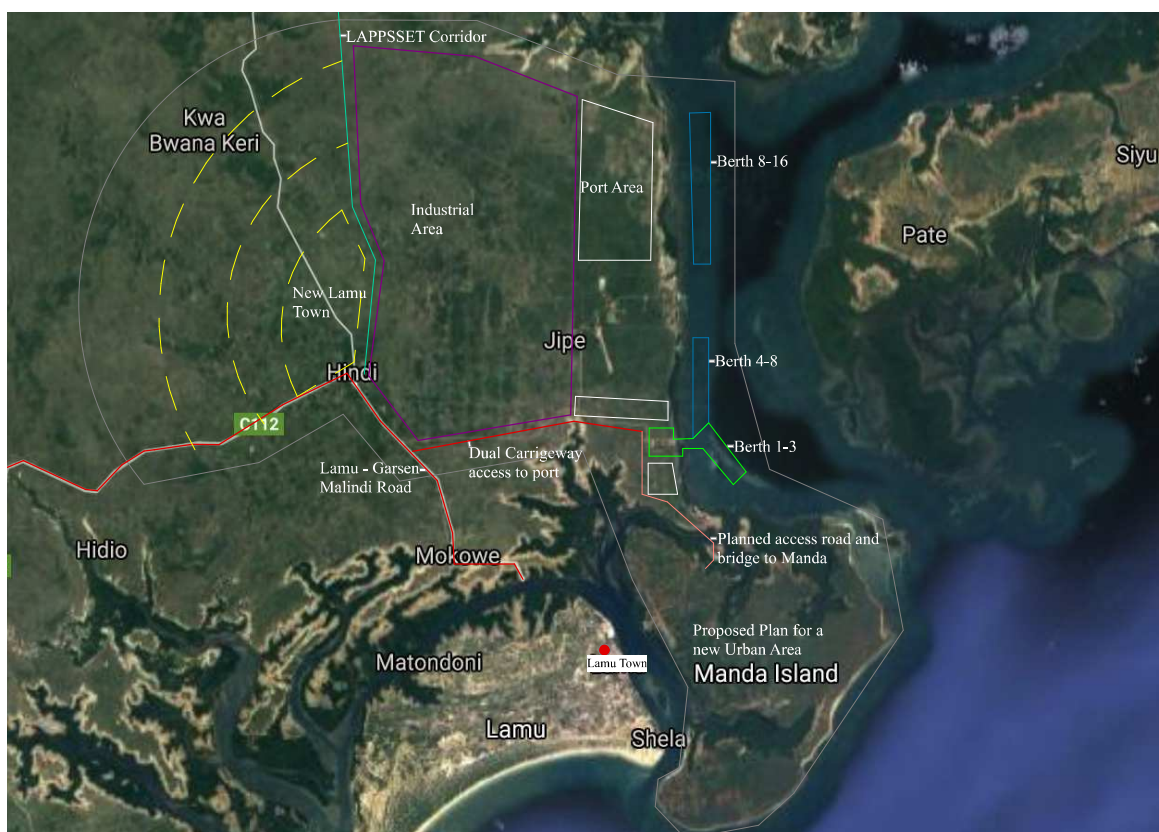 LAPPSSET Corridor
Kwa
Bwana Keri
Siyu
Berth 8-16
Port Area
Industrial
Area
Pate
New Lamu
Town
Jipe
Berth 4-8
Hindi
C112
Berth 1-3
Dual Carrigeway
access to port
Lamu - Garsen-
Malindi Road
Planned access road and
bridge to Manda
Hidio
Mokowe
Proposed Plan for a
new Urban Area
Manda Island
Matondoni
Lamu Town
Lamu
Shela